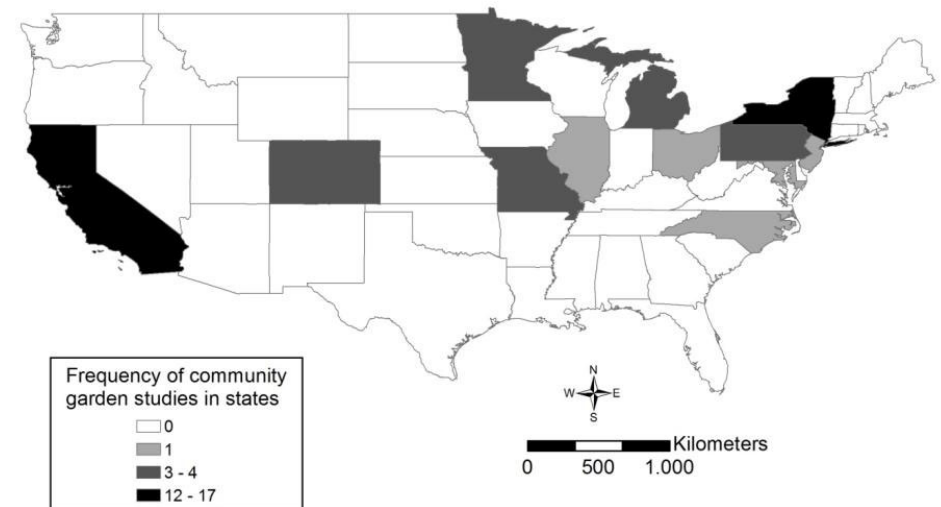 Frequency of community
garden studies in states
0
1
3 - 4
12 - 17
N
W E
S
Kilometers
0 500 1.000